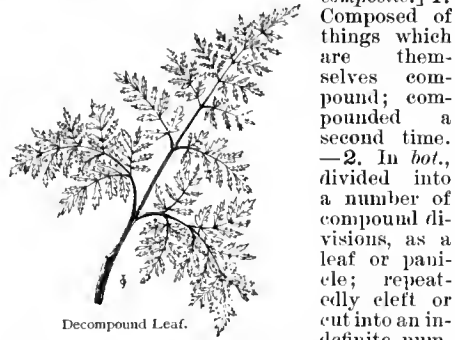 composite.] 1.
Composed of
things which
are them-
selves com-
pound; com-
pounded a
second time.
—2. In bot.,
divided into
a number of
compound di-
visions, as a
leaf or pani-
cle; repeat-
edly cleft or
cut into an in-
definite num-
Decompound Leaf.